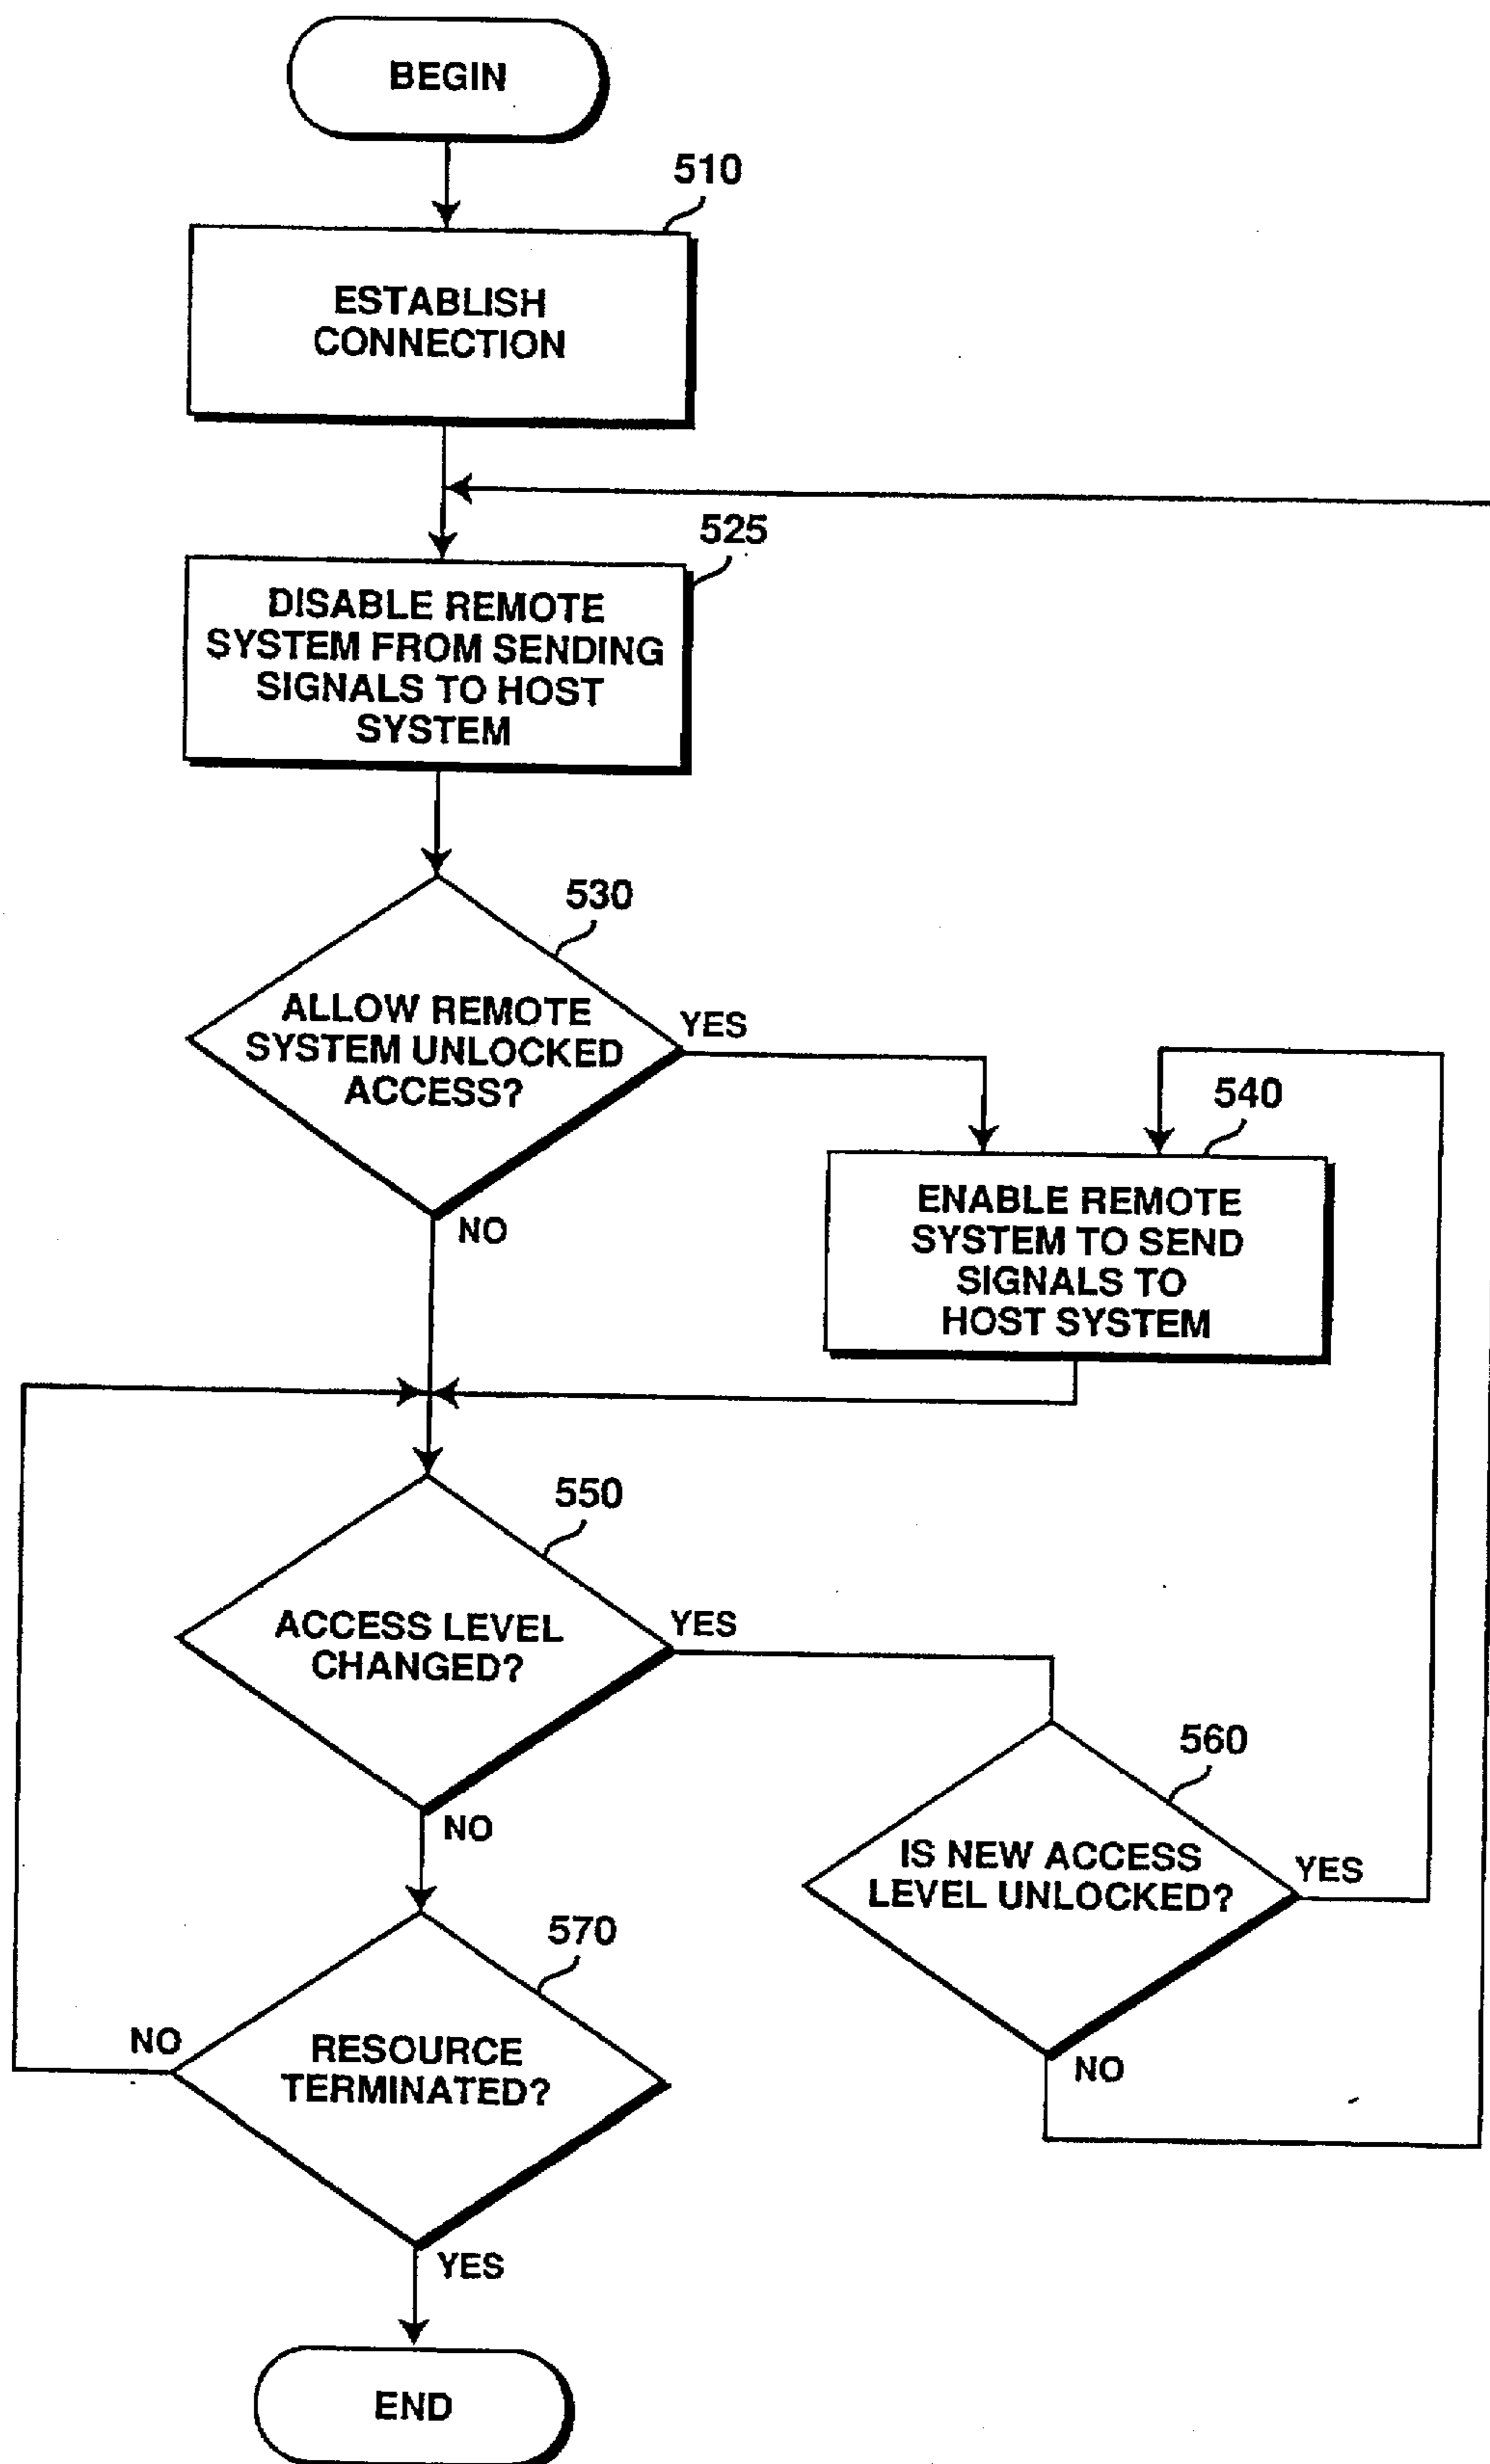 BEGIN
510
ESTABLISH
CONNECTION
525
DISABLE REMOTE
SYSTEM FROM SENDING
SIGNALS TO HOST
SYSTEM
530
ALLOW REMOTE
SYSTEM UNLOCKED
ACCESS?
YES
NO
540
ENABLE REMOTE
SYSTEM TO SEND
SIGNALS TO
HOST SYSTEM
550
ACCESS LEVEL
CHANGED?
YES
NO
560
IS NEW ACCESS
LEVEL UNLOCKED?
YES
NO
570
RESOURCE
TERMINATED?
NO
YES
END